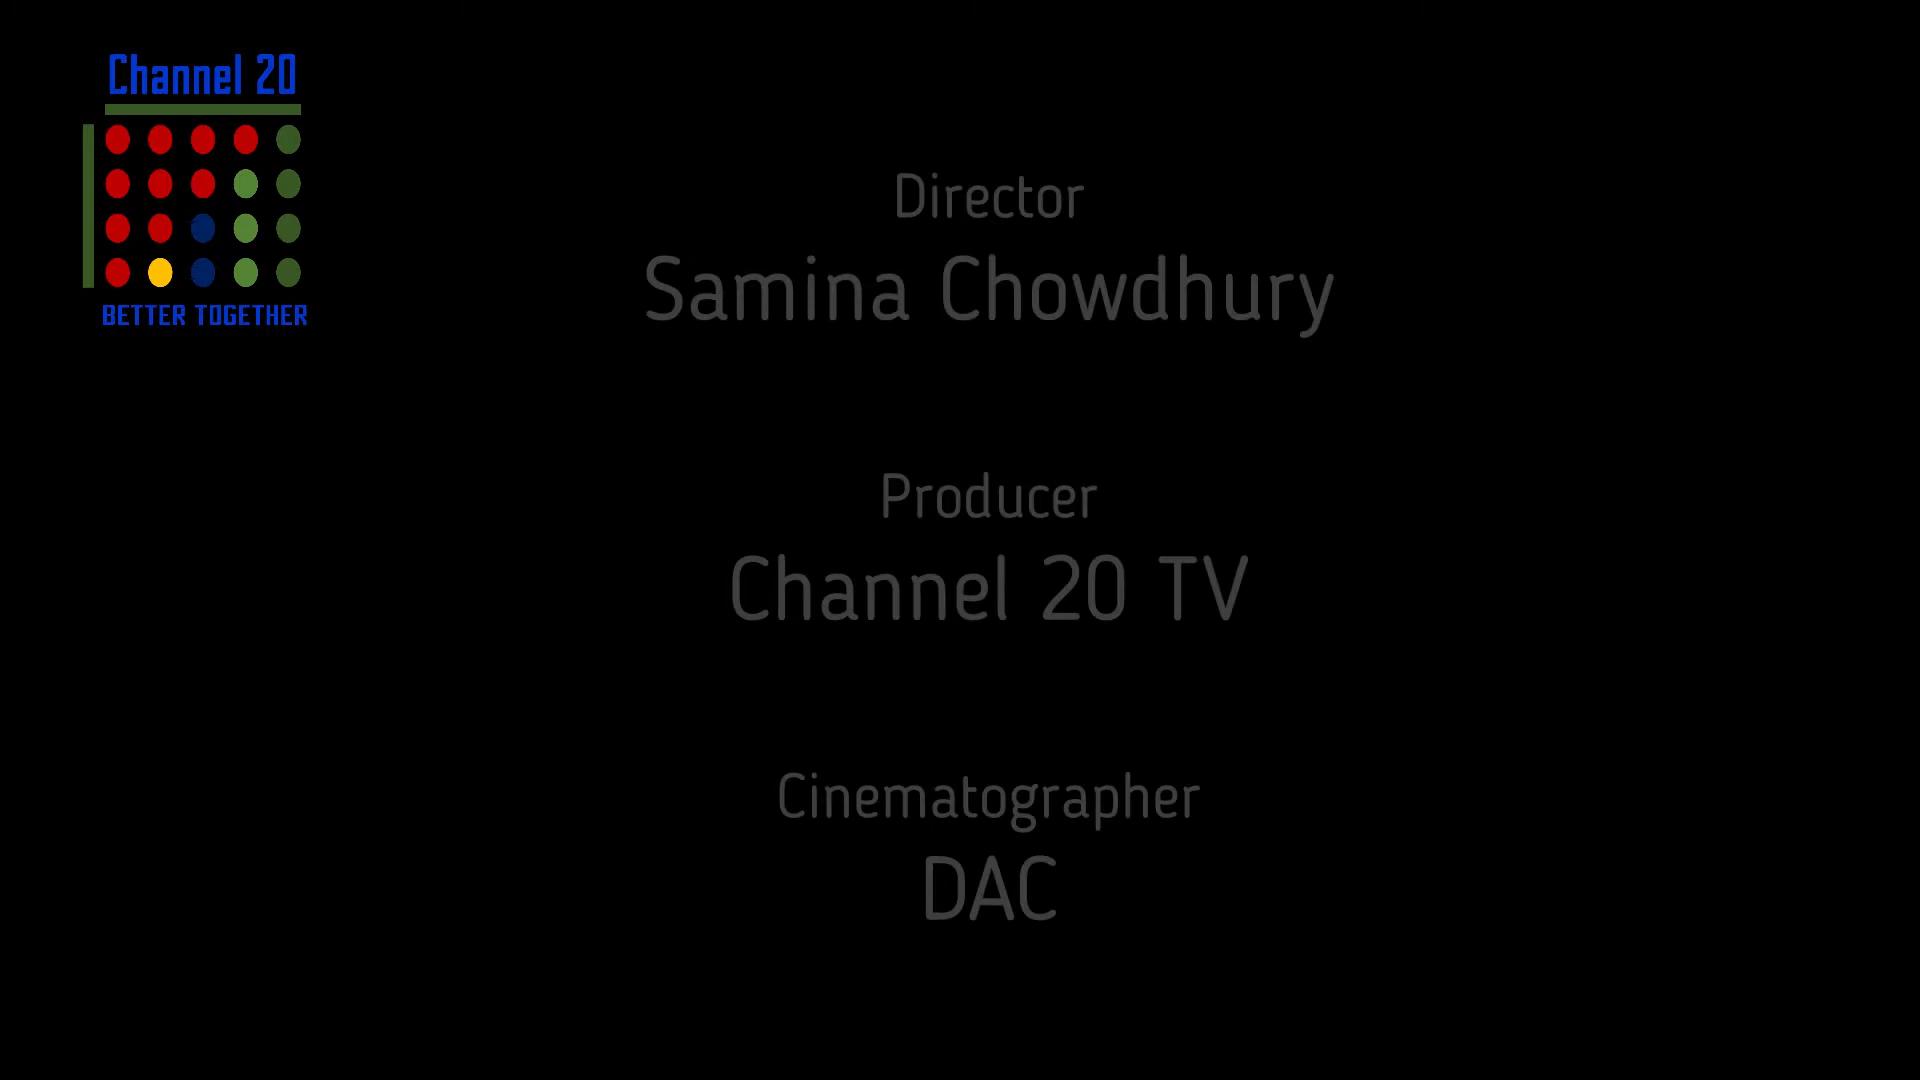 Channel 20
BETTER TOGETHER
Director
Samina Chowdhury
Producer
Channel 20 TV
Cinematographer
DAC